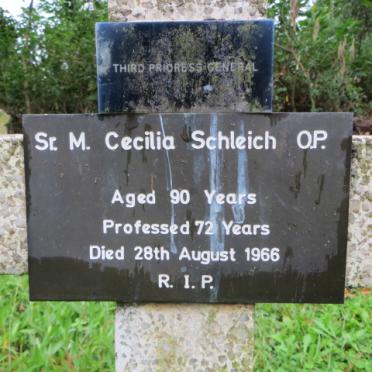 THIRD PRIORESS GENERAL
Sr. M. Cecilia Schleich O.P.
Aged 90 Years
Professed 72 Years
Died 28th August 1966
R. I. P.